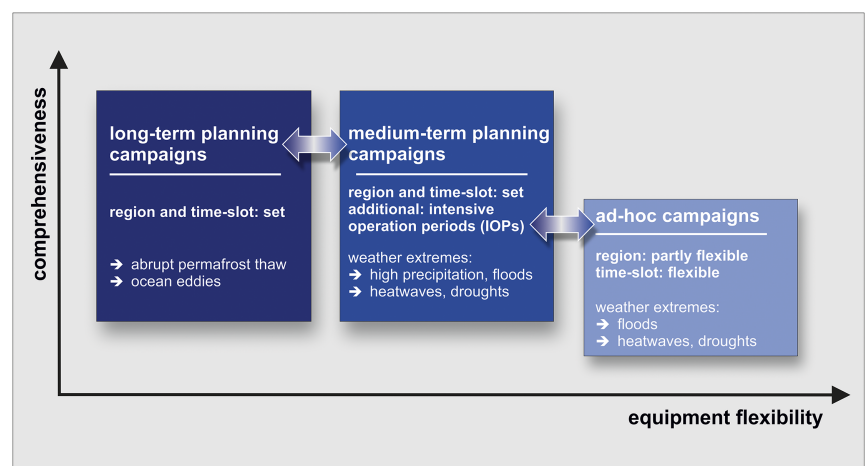 comprehensiveness
long-term planning
campaigns
region and time-slot: set
➔ abrupt permafrost thaw
➔ ocean eddies
medium-term planning
campaigns
region and time-slot: set
additional: intensive
operation periods (IOPs)
weather extremes:
➔ high precipitation, floods
➔ heatwaves, droughts
ad-hoc campaigns
region: partly flexible
time-slot: flexible
weather extremes:
➔ floods
➔ heatwaves, droughts
equipment flexibility